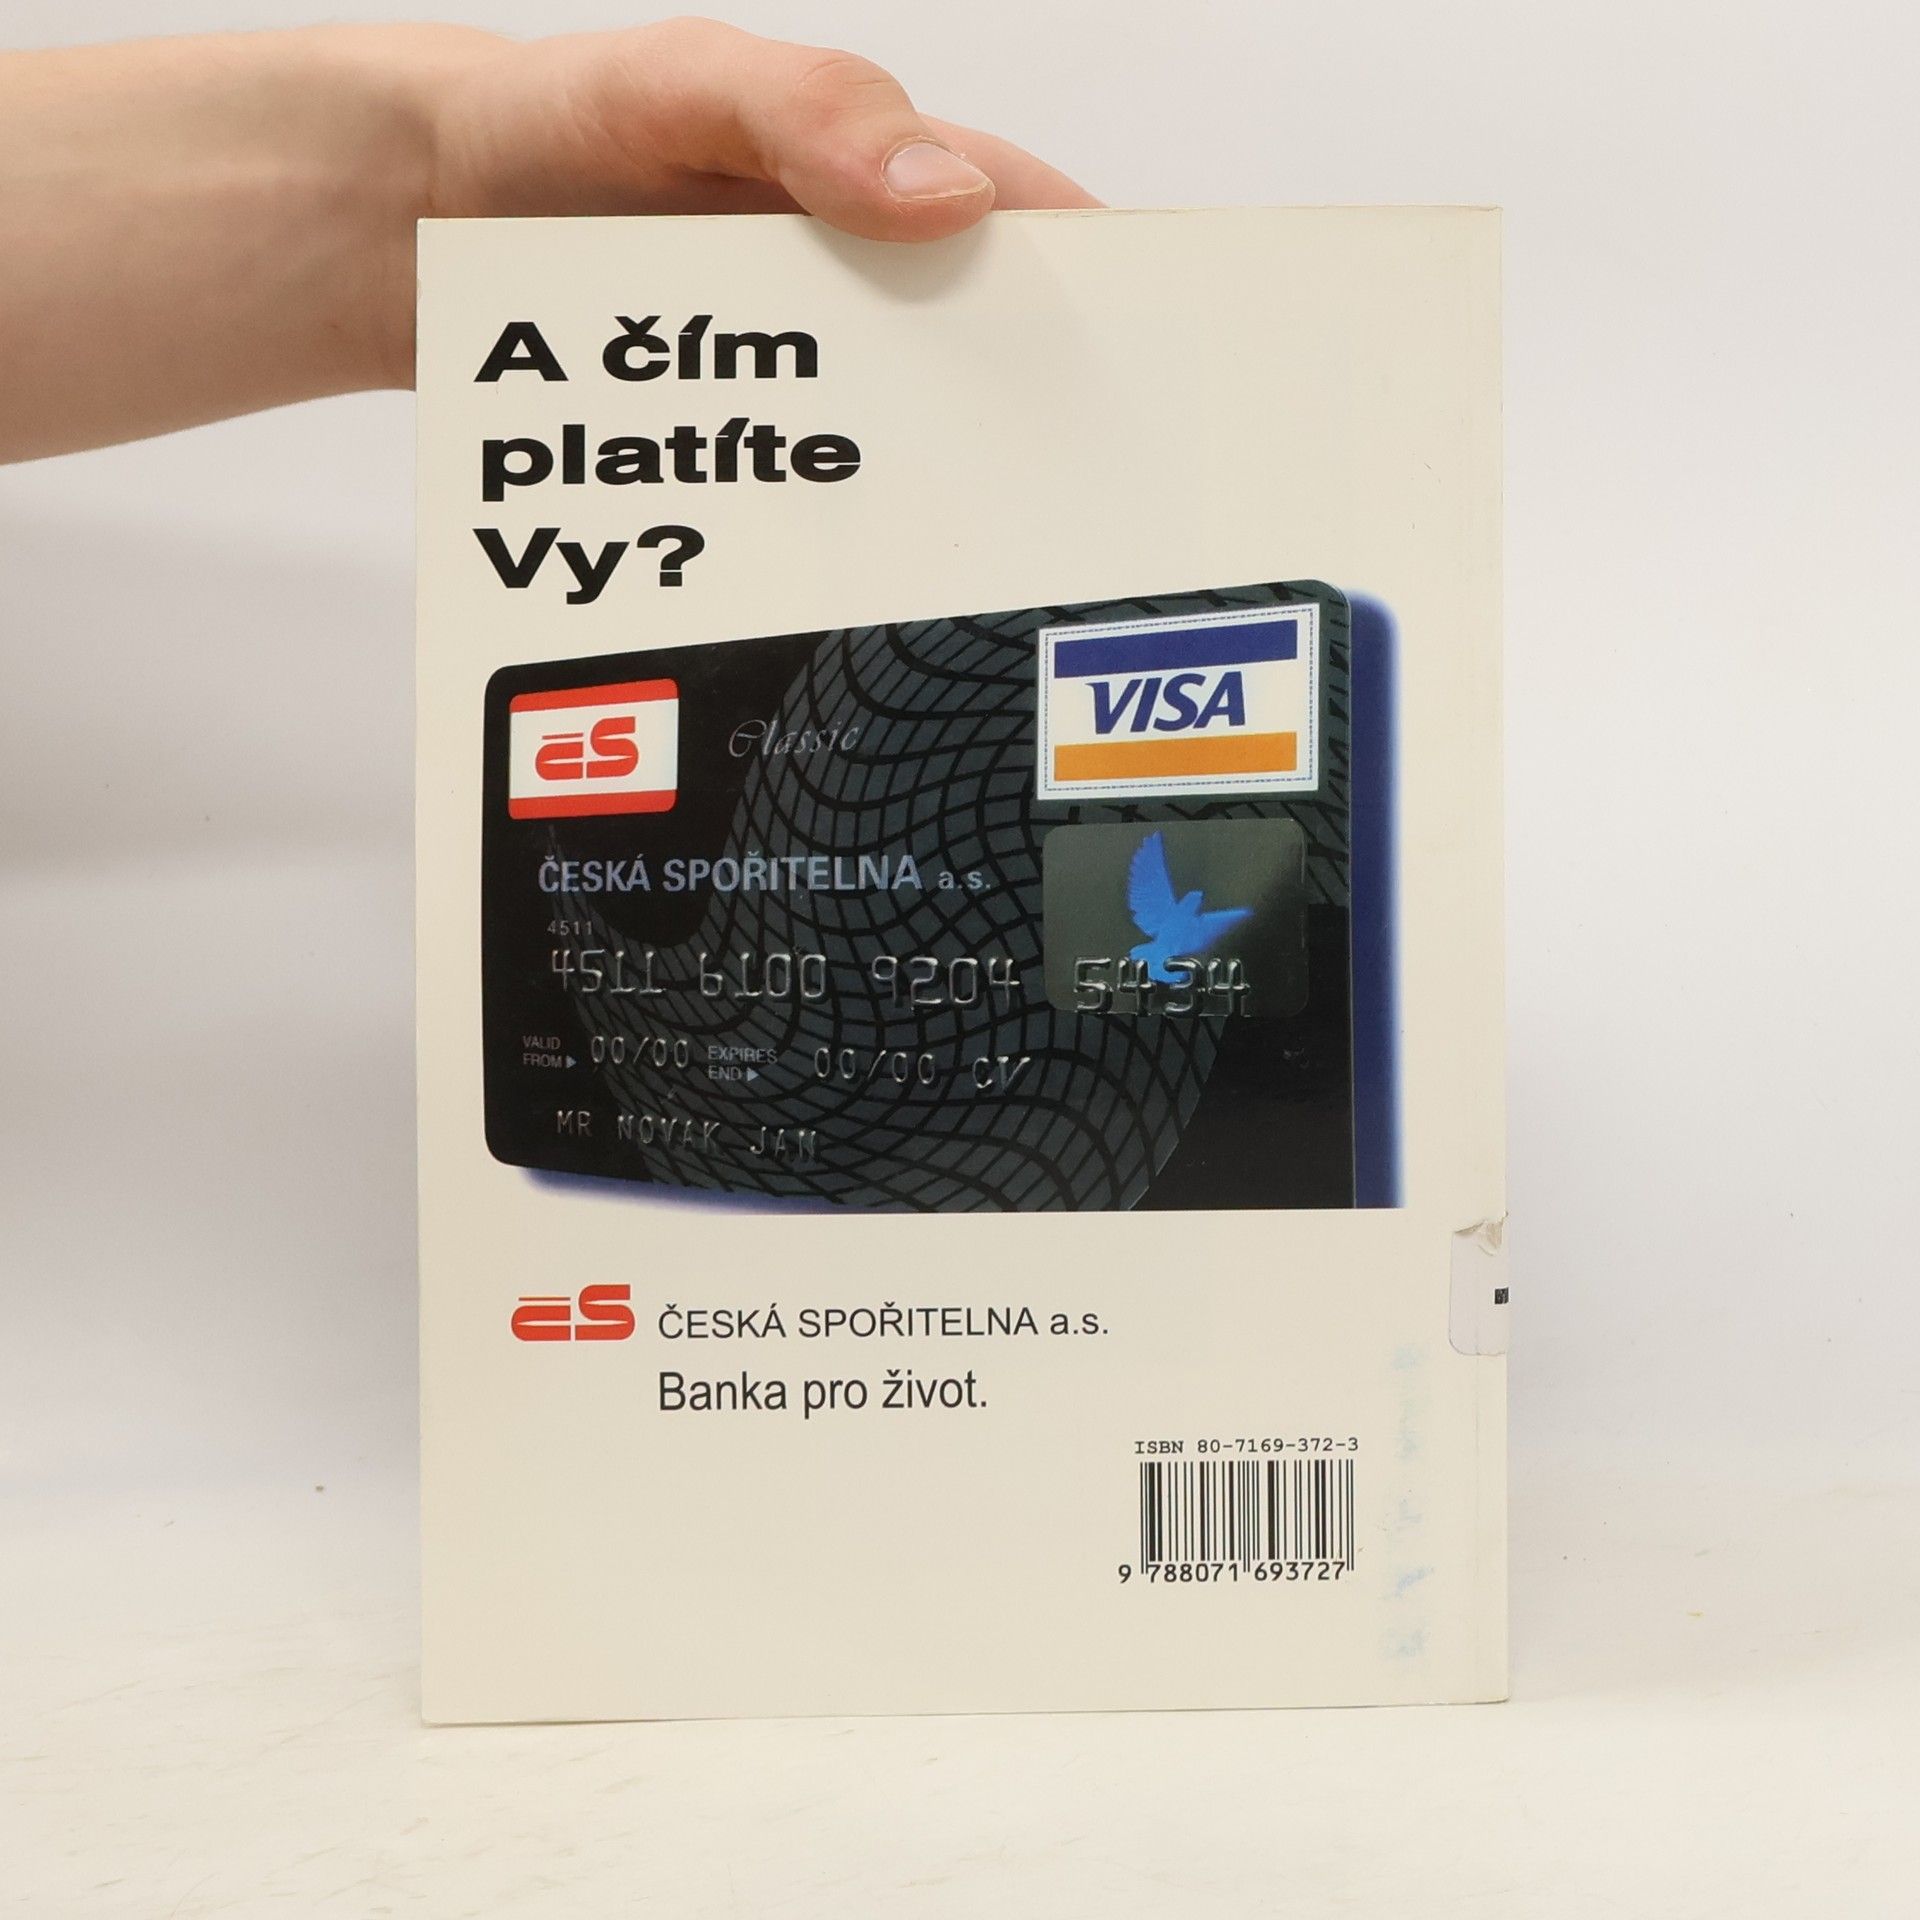 A čím
platíte
Vy?
čS
Classic
VISA
ČESKÁ SPOŘITELNA a.s.
4511
4511 6100 9204 5434
VALID FROM 00/00 EXPIRES END 00/00 CV
MR NOVÁK JAN
čS ČESKÁ SPOŘITELNA a.s.
Banka pro život.
ISBN 80-7169-372-3
9 788071 693727